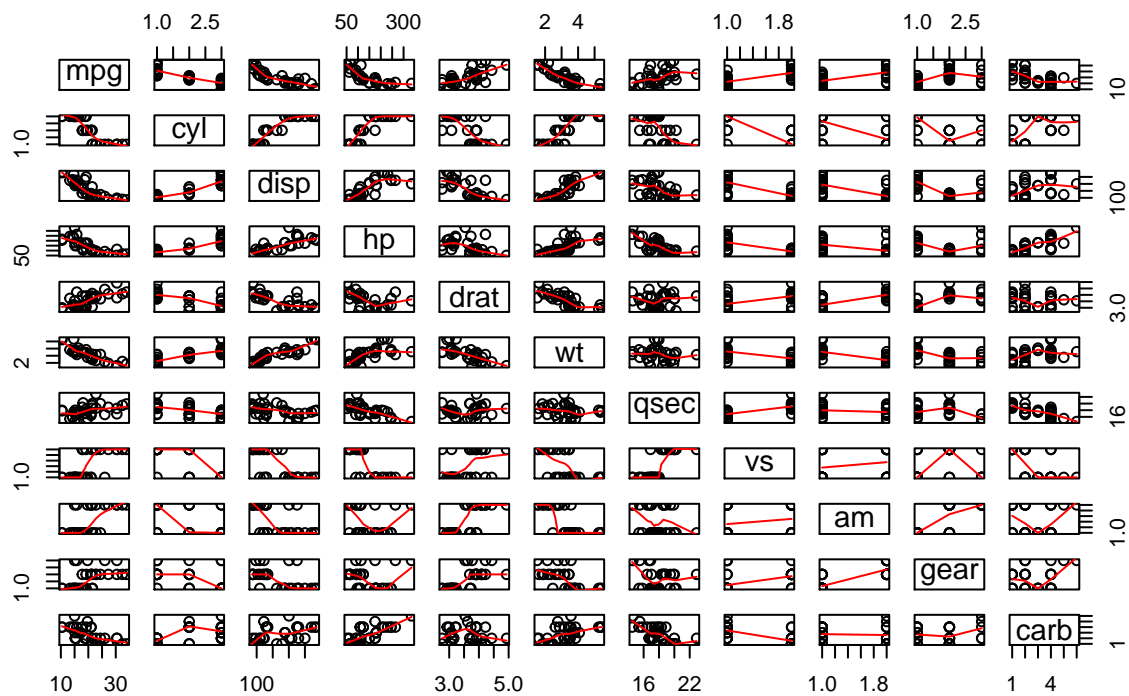 1.0 2.5 50 300 2 4 1.0 1.8 1.0 2.5
mpg 10
1.0 cyl
disp 100
50 hp
drat 3.0
2 wt
qsec 16
1.0 vs
am 1.0
1.0 gear
carb 1
10 30 100 3.0 5.0 16 22 1.0 1.8 1 4